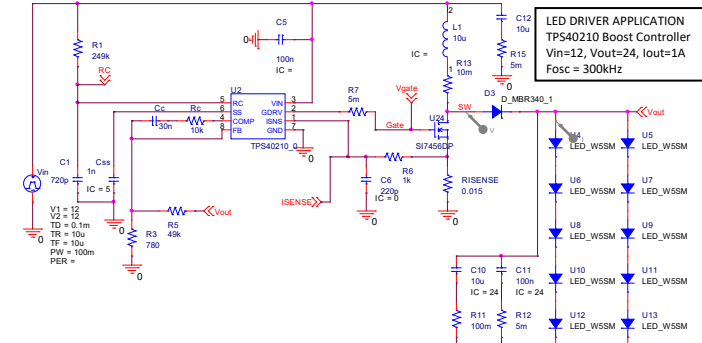 LED DRIVER APPLICATION
TPS40210 Boost Controller
Vin=12, Vout=24, Iout=1A
Fosc = 300kHz
R1
249k
RC
C5
0
100n
IC =
2
L1
10u
IC =
R13
10m
1
C12
10u
R15
5m
0
U2
5 RC VIN 3
6 SS GDRV 2
4 COMP ISNS 1
8 FB GND 7
TPS40210_0
0
Cc
30n
Rc
10k
R7
5m
Vgate
Gate
U24
SI7456DP
SW
V
D3
D_MBR340_1
Vout
I
Vin
V1 = 12
V2 = 12
TD = 0.1m
TR = 10u
TF = 10u
PW = 100m
PER =
0
C1
720p
Css
1n
IC = 5
0
R3
780
0
R5
49k
Vout
ISENSE
C6
220p
IC = 0
0
R6
1k
RISENSE
0.015
0
U4
LED_W5SM
U5
LED_W5SM
U6
LED_W5SM
U7
LED_W5SM
U8
LED_W5SM
U9
LED_W5SM
C10
10u
IC = 24
C11
100n
IC = 24
U10
LED_W5SM
U11
LED_W5SM
R11
100m
R12
5m
U12
LED_W5SM
U13
LED_W5SM